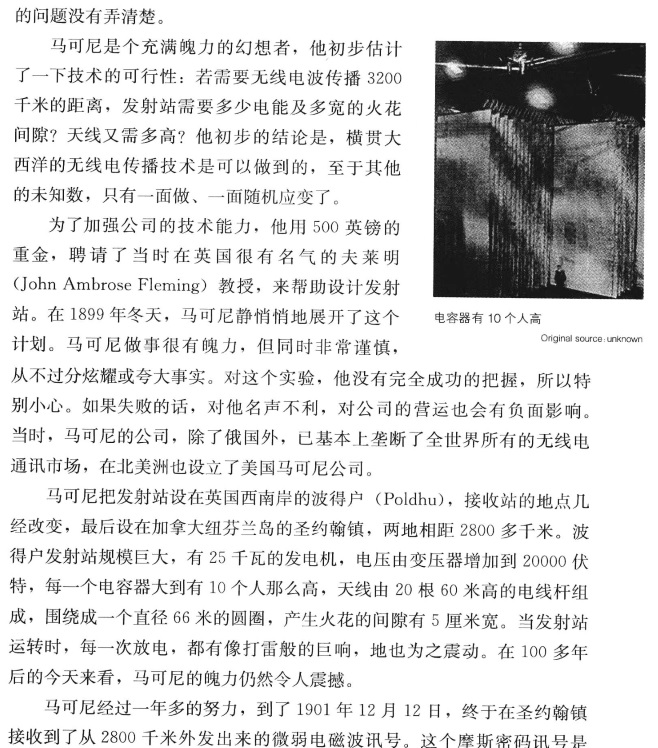 的问题没有弄清楚。
马可尼是个充满魄力的幻想者，他初步估计
了一下技术的可行性：若需要无线电波传播 3200
千米的距离，发射站需要多少电能及多宽的火花
间隙？天线又需多高？他初步的结论是，横贯大
西洋的无线电传播技术是可以做到的，至于其他
的未知数，只有一面做、一面随机应变了。
为了加强公司的技术能力，他用 500 英镑的
重金，聘请了当时在英国很有名气的夫莱明
（John Ambrose Fleming）教授，来帮助设计发射
站。在 1899 年冬天，马可尼静悄悄地展开了这个
计划。马可尼做事很有魄力，但同时非常谨慎，
电容器有 10 个人高
Original source: unknown
从不过分炫耀或夸大事实。对这个实验，他没有完全成功的把握，所以特
别小心。如果失败的话，对他名声不利，对公司的营运也会有负面影响。
当时，马可尼的公司，除了俄国外，已基本上垄断了全世界所有的无线电
通讯市场，在北美洲也设立了美国马可尼公司。
马可尼把发射站设在英国西南岸的波得户（Poldhu），接收站的地点几
经改变，最后设在加拿大纽芬兰岛的圣约翰镇，两地相距 2800 多千米。波
得户发射站规模巨大，有 25 千瓦的发电机，电压由变压器增加到 20000 伏
特，每一个电容器大到有 10 个人那么高，天线由 20 根 60 米高的电线杆组
成，围绕成一个直径 66 米的圆圈，产生火花的间隙有 5 厘米宽。当发射站
运转时，每一次放电，都有像打雷般的巨响，地也为之震动。在 100 多年
后的今天来看，马可尼的魄力仍然令人震撼。
马可尼经过一年多的努力，到了 1901 年 12 月 12 日，终于在圣约翰镇
接收到了从 2800 千米外发出来的微弱电磁波讯号。这个摩斯密码讯号是